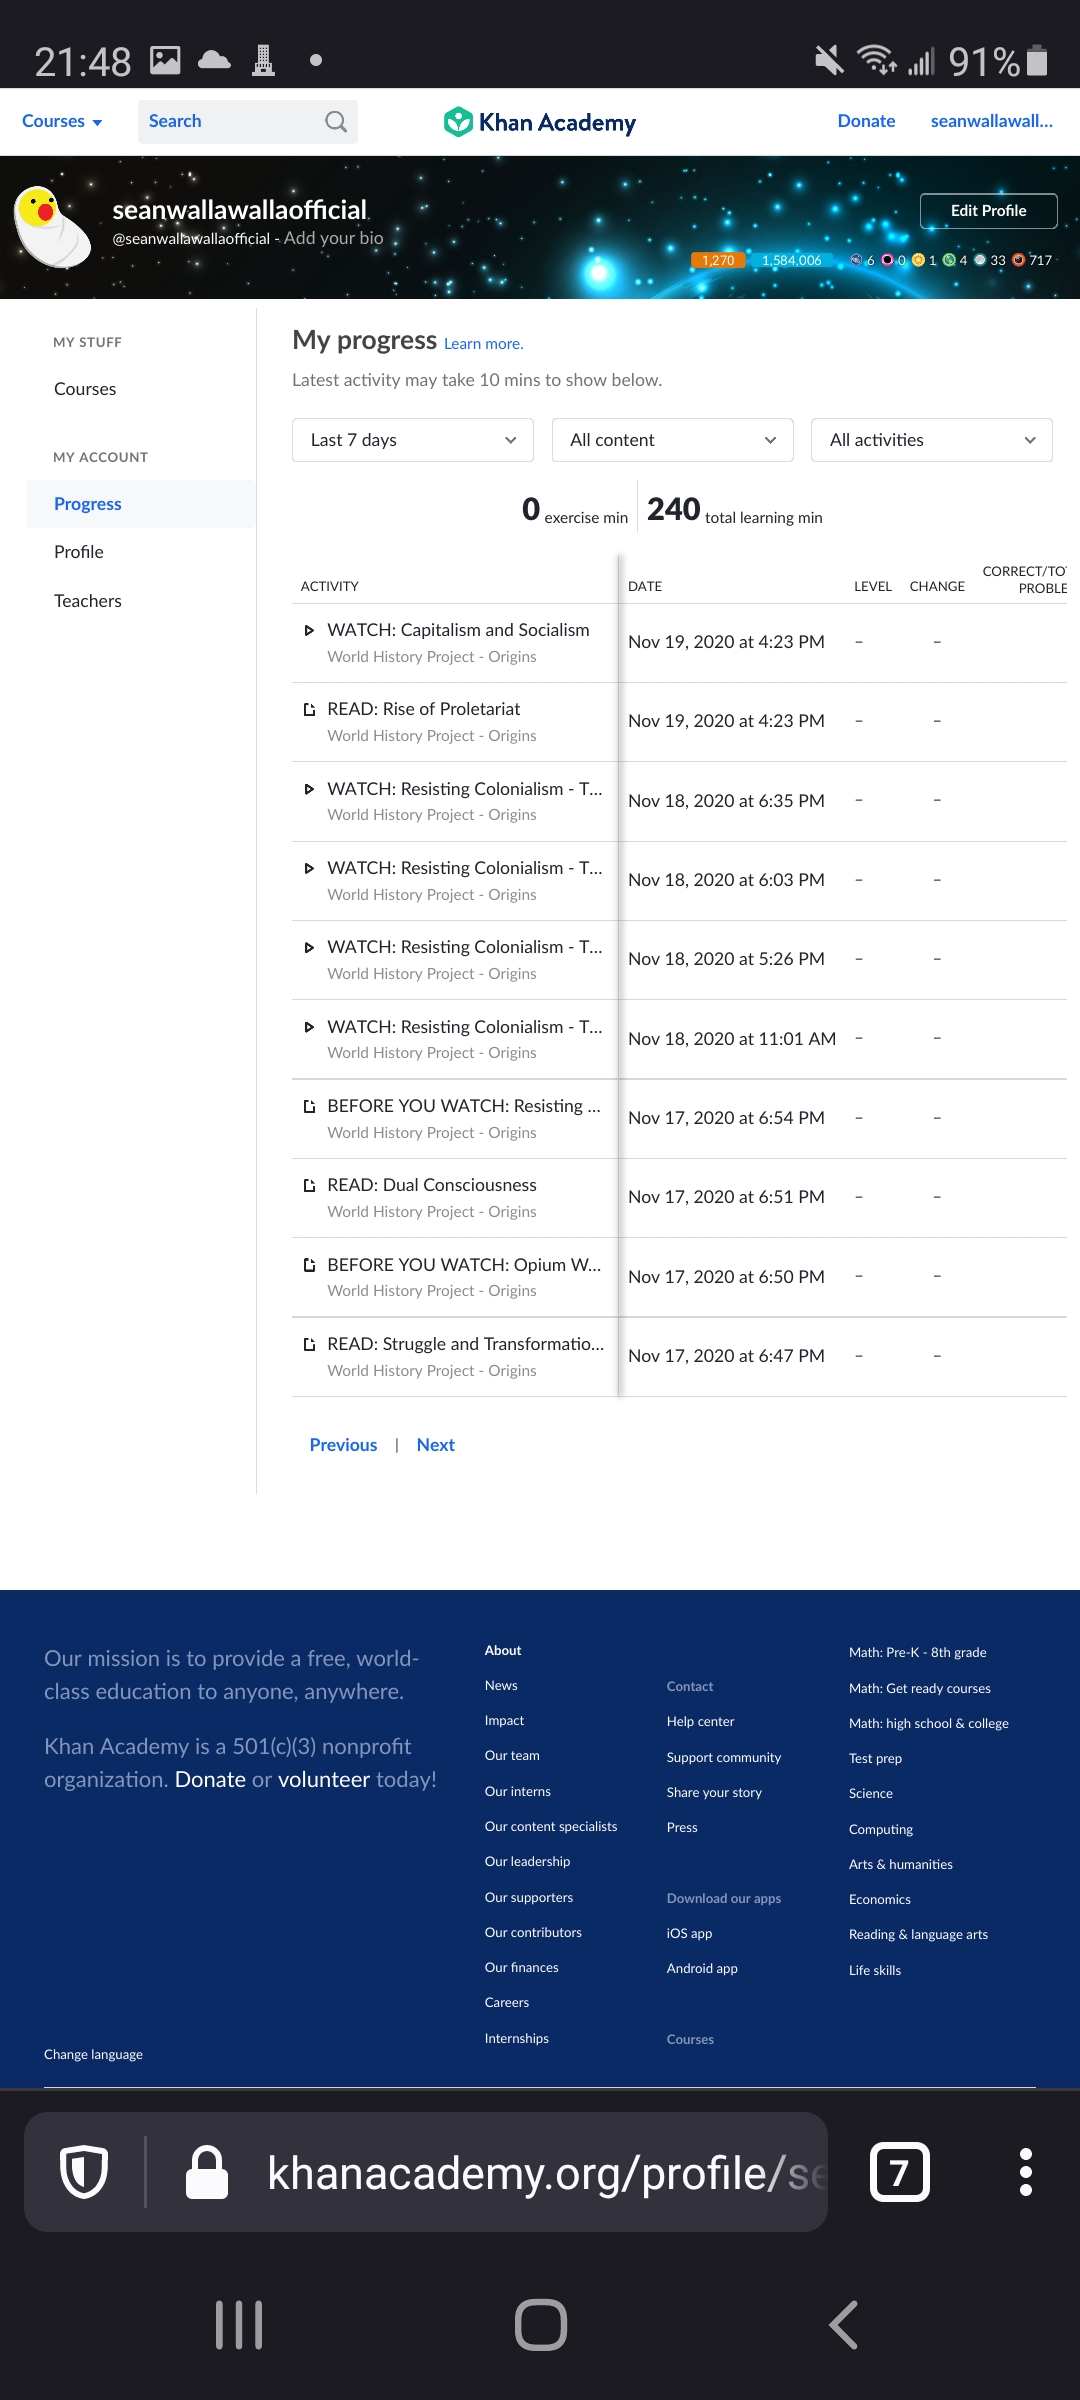 21:48
91%
Courses
Search
Khan Academy
Donate
seanwallawall...
seanwallawallaofficial
@seanwallawallaofficial - Add your bio
Edit Profile
1,270
1,584,006
6
0
1
4
33
717
MY STUFF
Courses
MY ACCOUNT
Progress
Profile
Teachers
My progress Learn more.
Latest activity may take 10 mins to show below.
Last 7 days
All content
All activities
0 exercise min
240 total learning min
ACTIVITY
DATE
LEVEL
CHANGE
CORRECT/TO
PROBLE
WATCH: Capitalism and Socialism
World History Project - Origins
Nov 19, 2020 at 4:23 PM
–
–
READ: Rise of Proletariat
World History Project - Origins
Nov 19, 2020 at 4:23 PM
–
–
WATCH: Resisting Colonialism - T...
World History Project - Origins
Nov 18, 2020 at 6:35 PM
–
–
WATCH: Resisting Colonialism - T...
World History Project - Origins
Nov 18, 2020 at 6:03 PM
–
–
WATCH: Resisting Colonialism - T...
World History Project - Origins
Nov 18, 2020 at 5:26 PM
–
–
WATCH: Resisting Colonialism - T...
World History Project - Origins
Nov 18, 2020 at 11:01 AM
–
–
BEFORE YOU WATCH: Resisting ...
World History Project - Origins
Nov 17, 2020 at 6:54 PM
–
–
READ: Dual Consciousness
World History Project - Origins
Nov 17, 2020 at 6:51 PM
–
–
BEFORE YOU WATCH: Opium W...
World History Project - Origins
Nov 17, 2020 at 6:50 PM
–
–
READ: Struggle and Transformatio...
World History Project - Origins
Nov 17, 2020 at 6:47 PM
–
–
Previous | Next
Our mission is to provide a free, world-
class education to anyone, anywhere.
Khan Academy is a 501(c)(3) nonprofit
organization. Donate or volunteer today!
Change language
About
News
Impact
Our team
Our interns
Our content specialists
Our leadership
Our supporters
Our contributors
Our finances
Careers
Internships
Contact
Help center
Support community
Share your story
Press
Download our apps
iOS app
Android app
Courses
Math: Pre-K - 8th grade
Math: Get ready courses
Math: high school & college
Test prep
Science
Computing
Arts & humanities
Economics
Reading & language arts
Life skills
khanacademy.org/profile/se
7